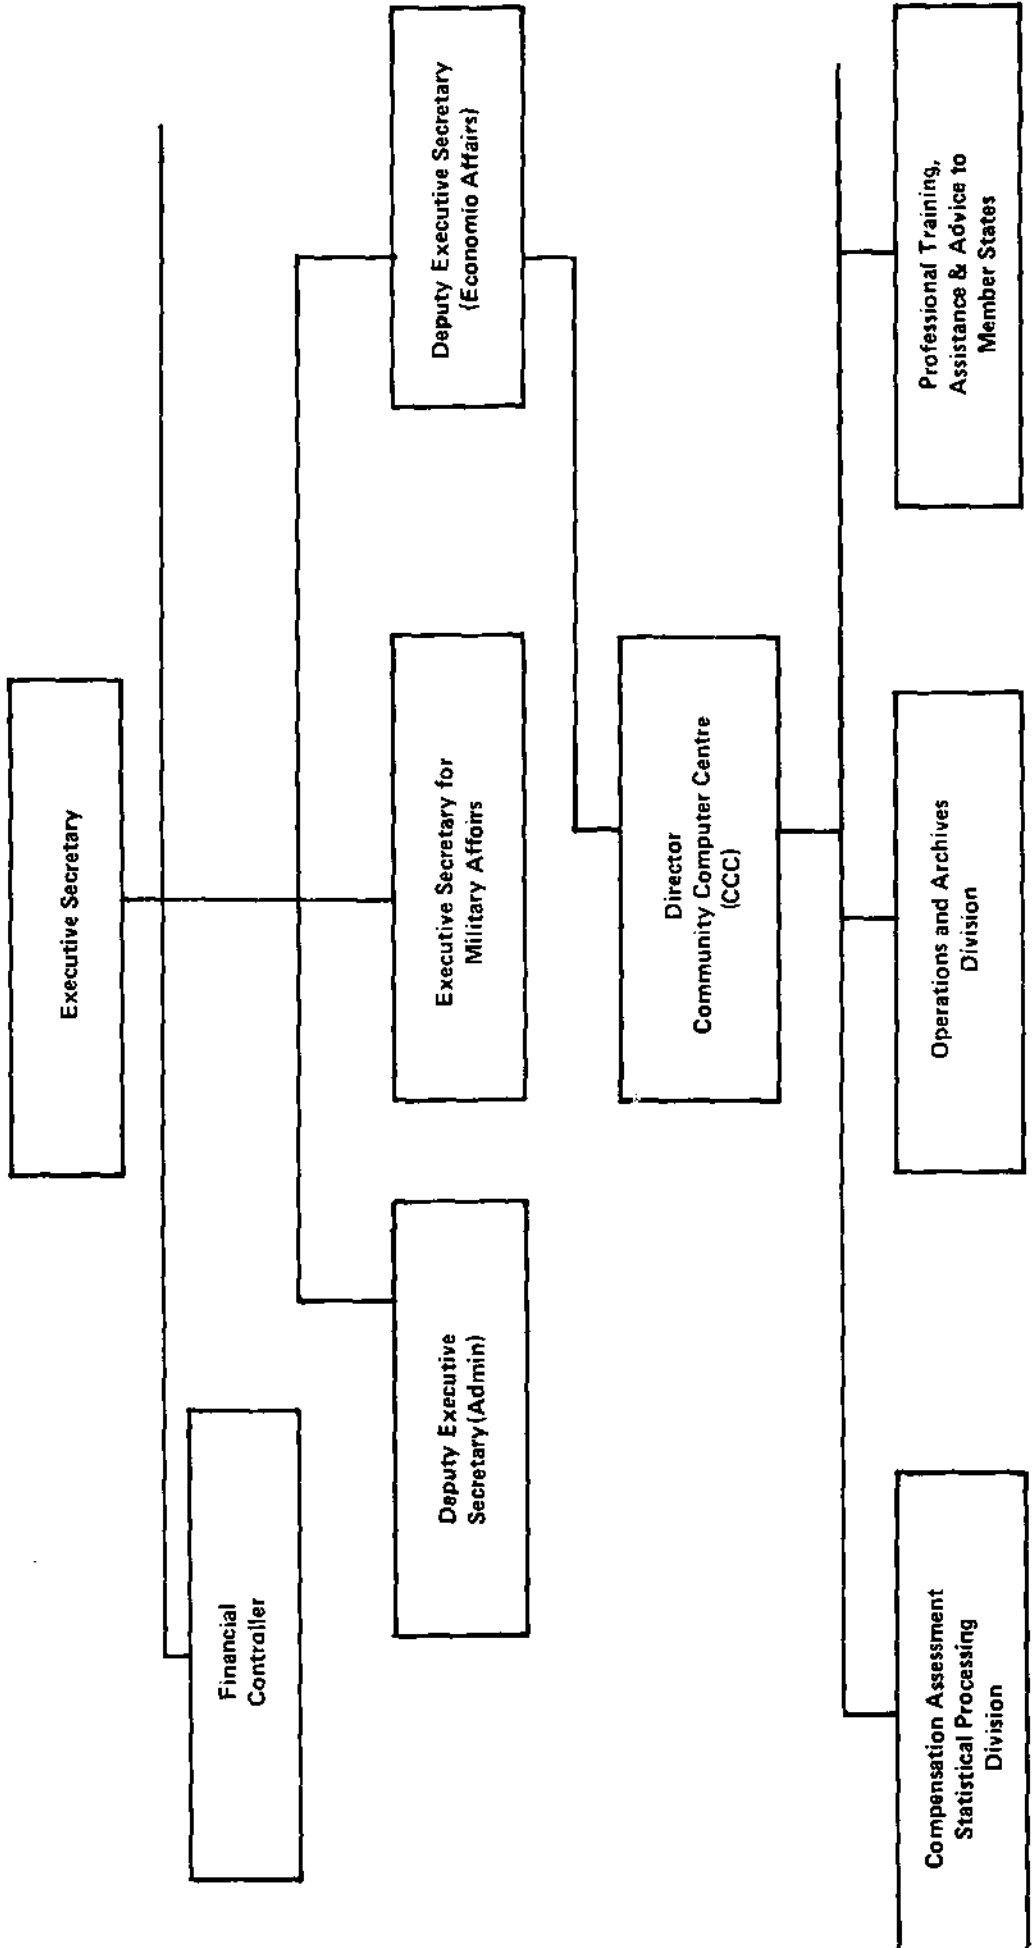 Executive Secretary
Financial
Controller
Deputy Executive
Secretary(Admin)
Executive Secretary for
Military Affoirs
Deputy Executive Secretary
(Economio Affairs)
Director
Community Computer Centre
(CCC)
Compensation Assessment
Statistical Processing
Division
Operations and Archives
Division
Professional Training,
Assistance & Advice to
Member States